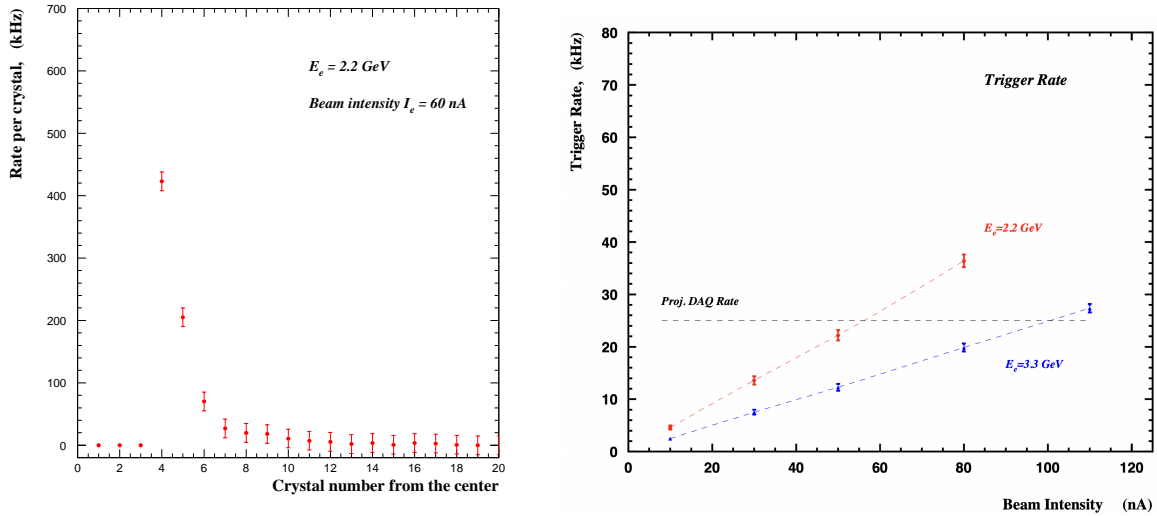 Rate per crystal, (kHz)
700
600
500
400
300
200
100
0
E_e = 2.2 GeV
Beam intensity I_e = 60 nA
0 2 4 6 8 10 12 14 16 18 20
Crystal number from the center
Trigger Rate, (kHz)
80
70
60
50
40
30
20
10
0
Trigger Rate
E_e=2.2 GeV
Proj. DAQ Rate
E_e=3.3 GeV
0 20 40 60 80 100 120
Beam Intensity (nA)